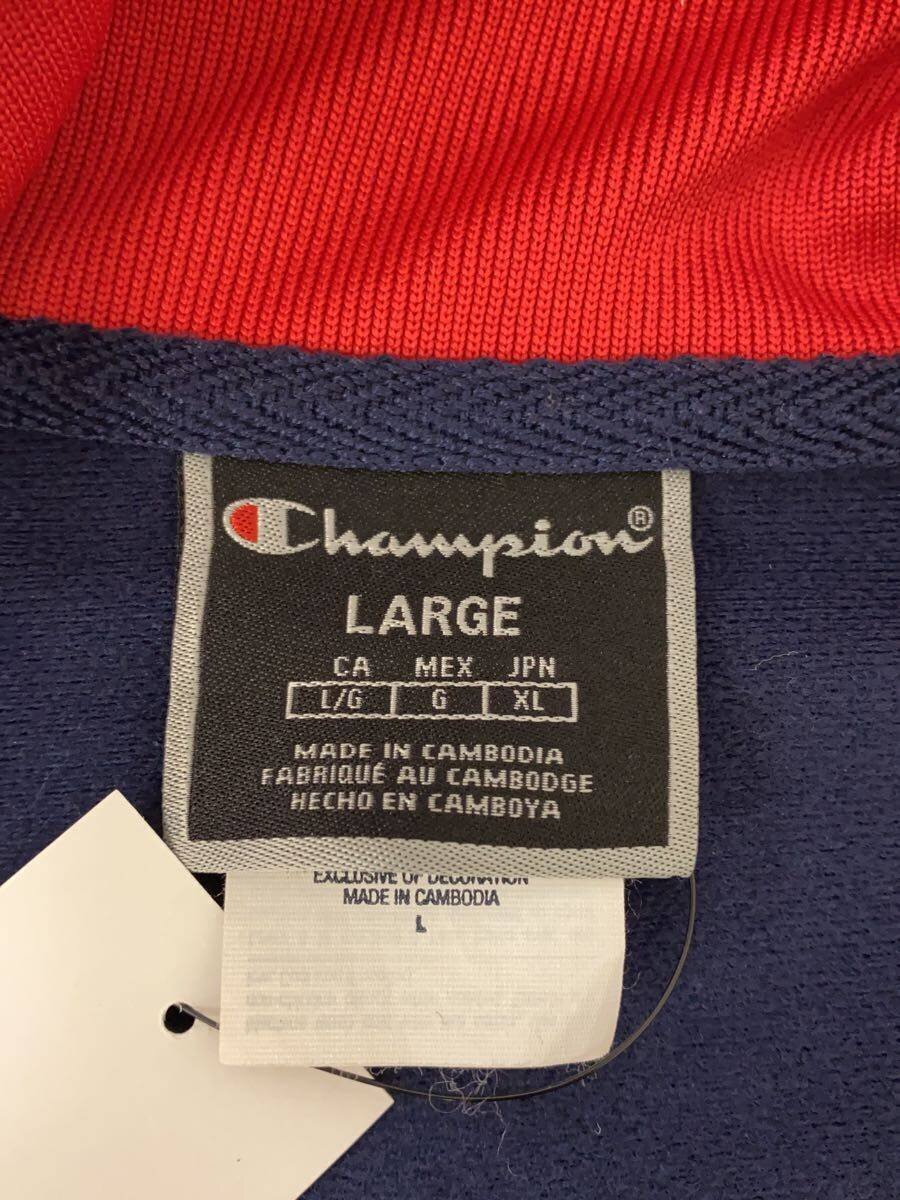 Champion®
LARGE
CA MEX JPN
L/G G XL
MADE IN CAMBODIA
FABRIQUÉ AU CAMBODGE
HECHO EN CAMBOYA
EXCLUSIVE OF DECORATION
MADE IN CAMBODIA
L